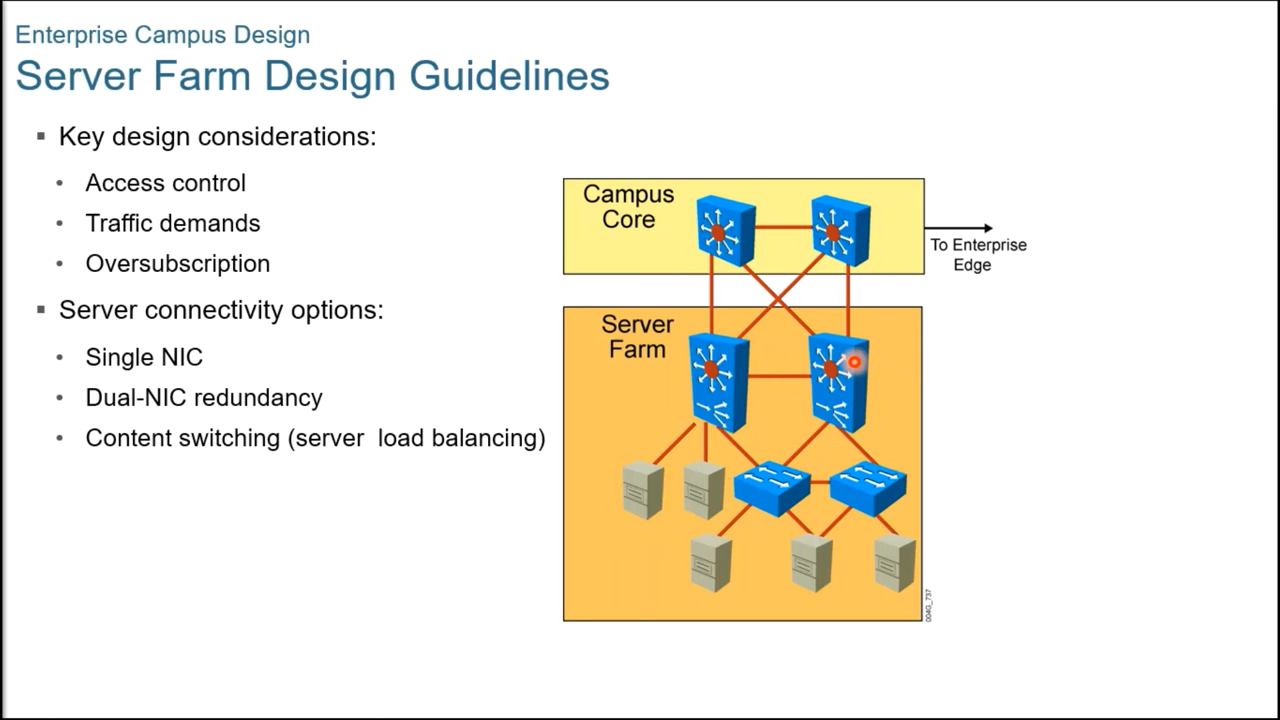 Enterprise Campus Design
Server Farm Design Guidelines
▪ Key design considerations:
• Access control
• Traffic demands
• Oversubscription
▪ Server connectivity options:
• Single NIC
• Dual-NIC redundancy
• Content switching (server load balancing)
Campus
Core
To Enterprise
Edge
Server
Farm
004G_737